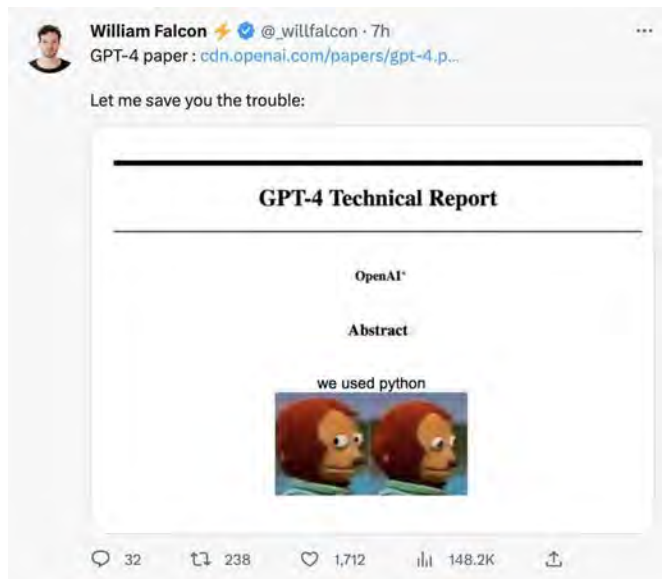 William Falcon ⚡ @_willfalcon · 7h
GPT-4 paper : cdn.openai.com/papers/gpt-4.p...
Let me save you the trouble:
GPT-4 Technical Report
OpenAI*
Abstract
we used python
32 238 1,712 148.2K